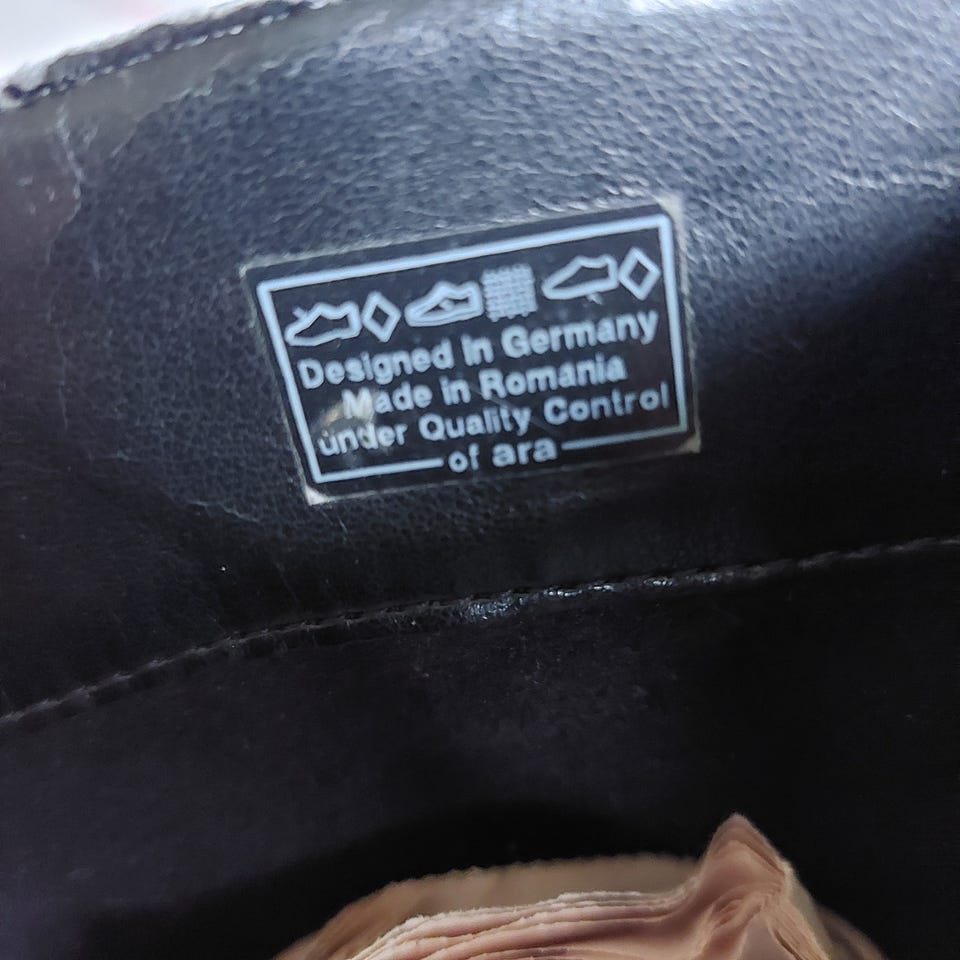 Designed in Germany
Made in Romania
under Quality Control
of ara